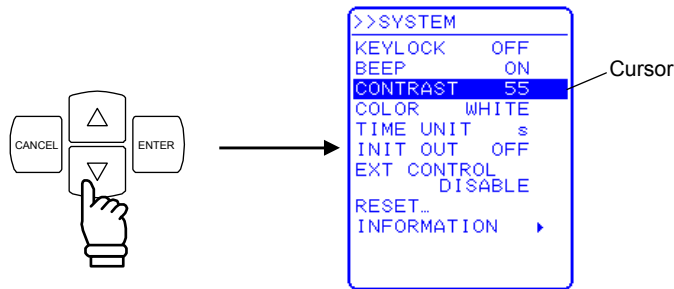 CANCEL
ENTER
>>SYSTEM
KEYLOCK OFF
BEEP ON
CONTRAST 55
COLOR WHITE
TIME UNIT s
INIT OUT OFF
EXT CONTROL
DISABLE
RESET…
INFORMATION
Cursor